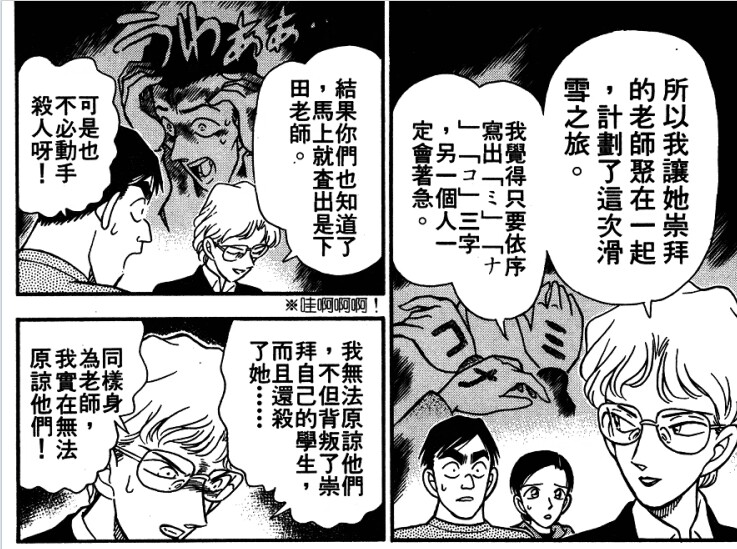 所以我讓她崇拜
的老師聚在一起
，計劃了這次滑
雪之旅。
我覺得只要依序
寫出「ミ」「ナ
」「コ」三字
，另一個人一
定會著急。
ミ
ナ
コ
結果你們也知道了
，馬上就查出是下
田老師。
うわぁぁ‥
可是也
不必動手
殺人呀！
※哇啊啊啊！
我無法原諒他們
，不但背叛了崇
拜自己的學生，
而且還殺
了她……
同樣身
為老師，
我實在無法
原諒他們！